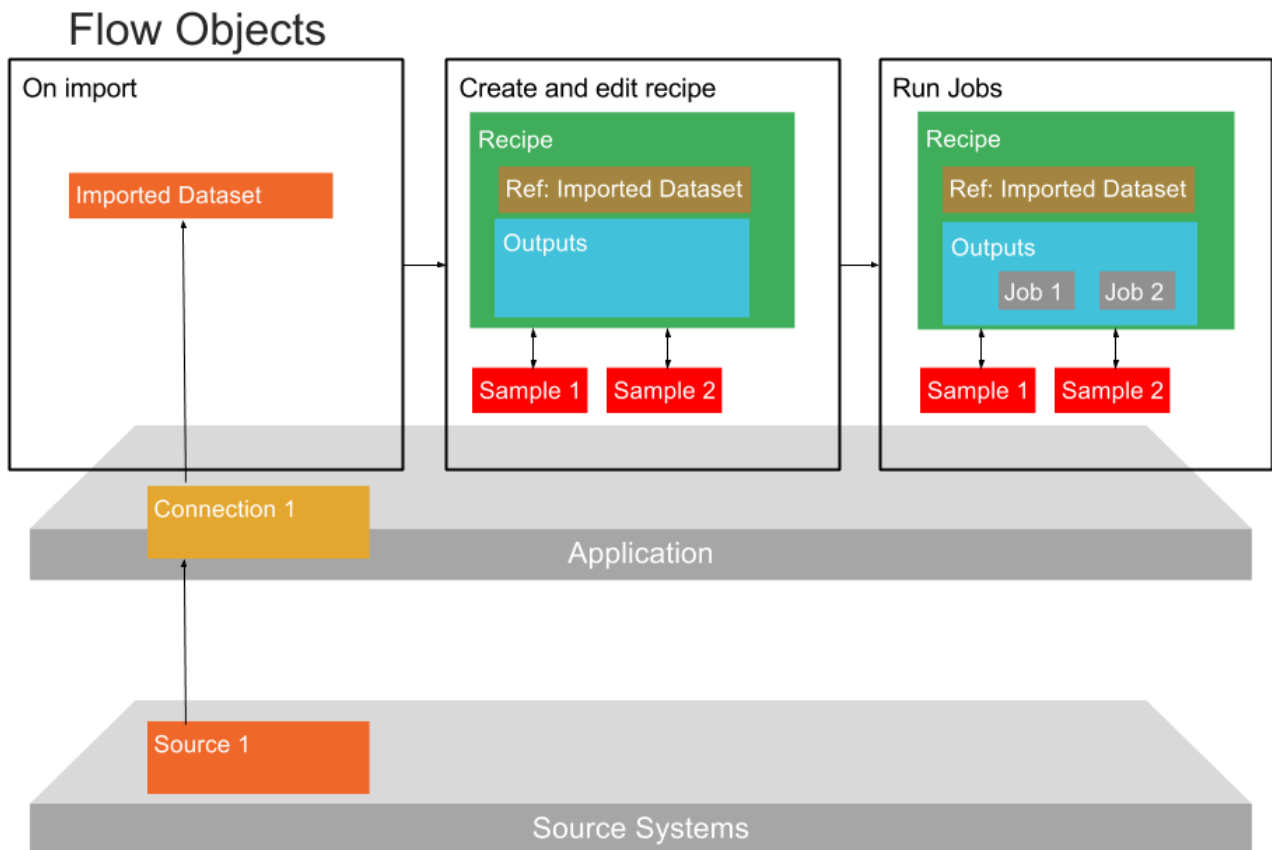 Flow Objects
On import
Imported Dataset
Create and edit recipe
Recipe
Ref: Imported Dataset
Outputs
Sample 1
Sample 2
Run Jobs
Recipe
Ref: Imported Dataset
Outputs
Job 1
Job 2
Sample 1
Sample 2
Connection 1
Application
Source 1
Source Systems